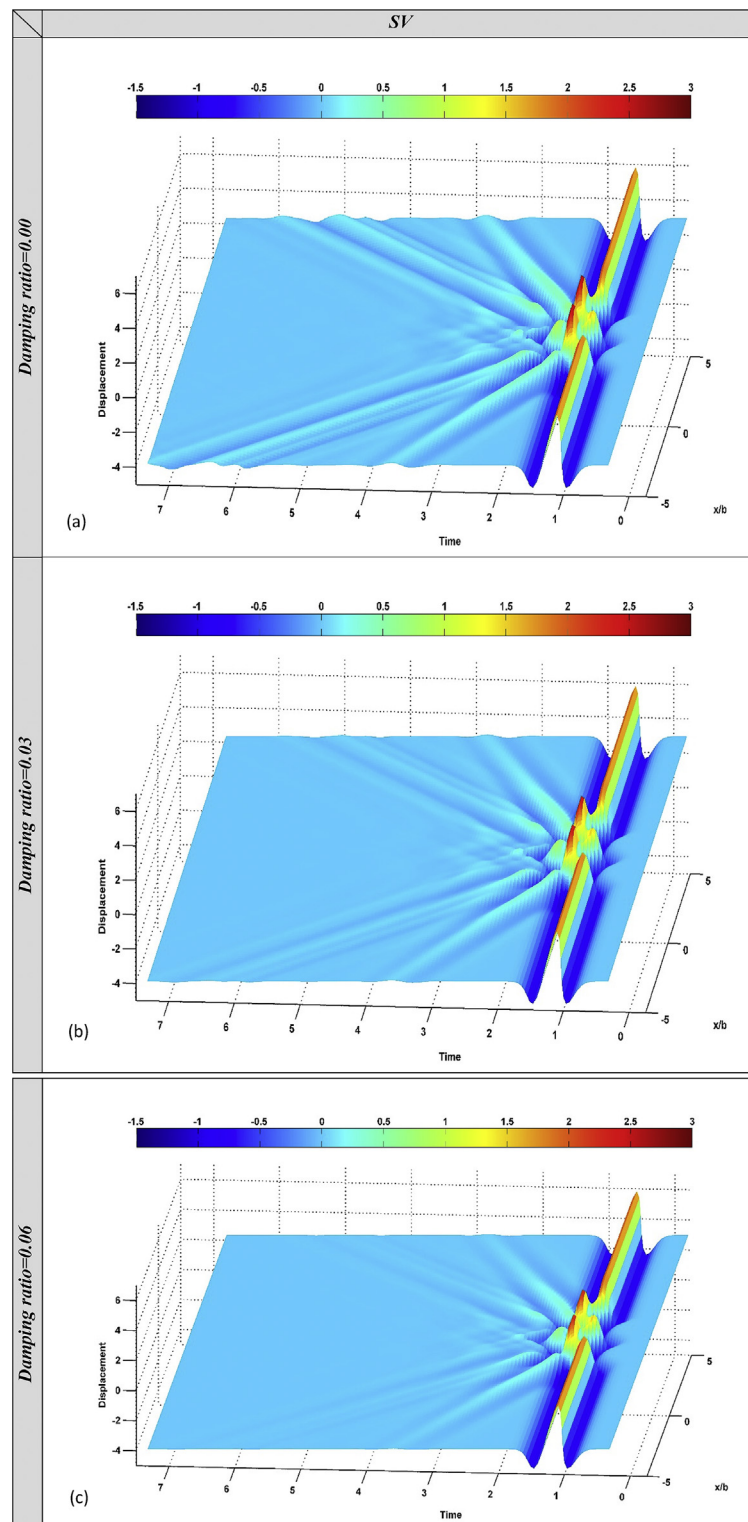 SV
Damping ratio=0.00
-1.5 -1 -0.5 0 0.5 1 1.5 2 2.5 3
Displacement
6
4
2
0
-2
-4
7 6 5 4 3 2 1 0
Time
5
0
-5
x/b
(a)
Damping ratio=0.03
-1.5 -1 -0.5 0 0.5 1 1.5 2 2.5 3
Displacement
6
4
2
0
-2
-4
7 6 5 4 3 2 1 0
Time
5
0
-5
x/b
(b)
Damping ratio=0.06
-1.5 -1 -0.5 0 0.5 1 1.5 2 2.5 3
Displacement
6
4
2
0
-2
-4
7 6 5 4 3 2 1 0
Time
5
0
-5
x/b
(c)